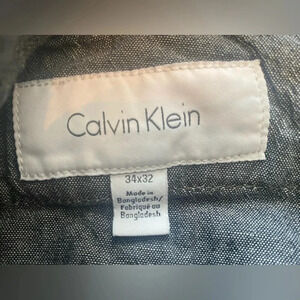 Calvin Klein
34x32
Made in
Bangladesh/
Fabriqué au
Bangladesh